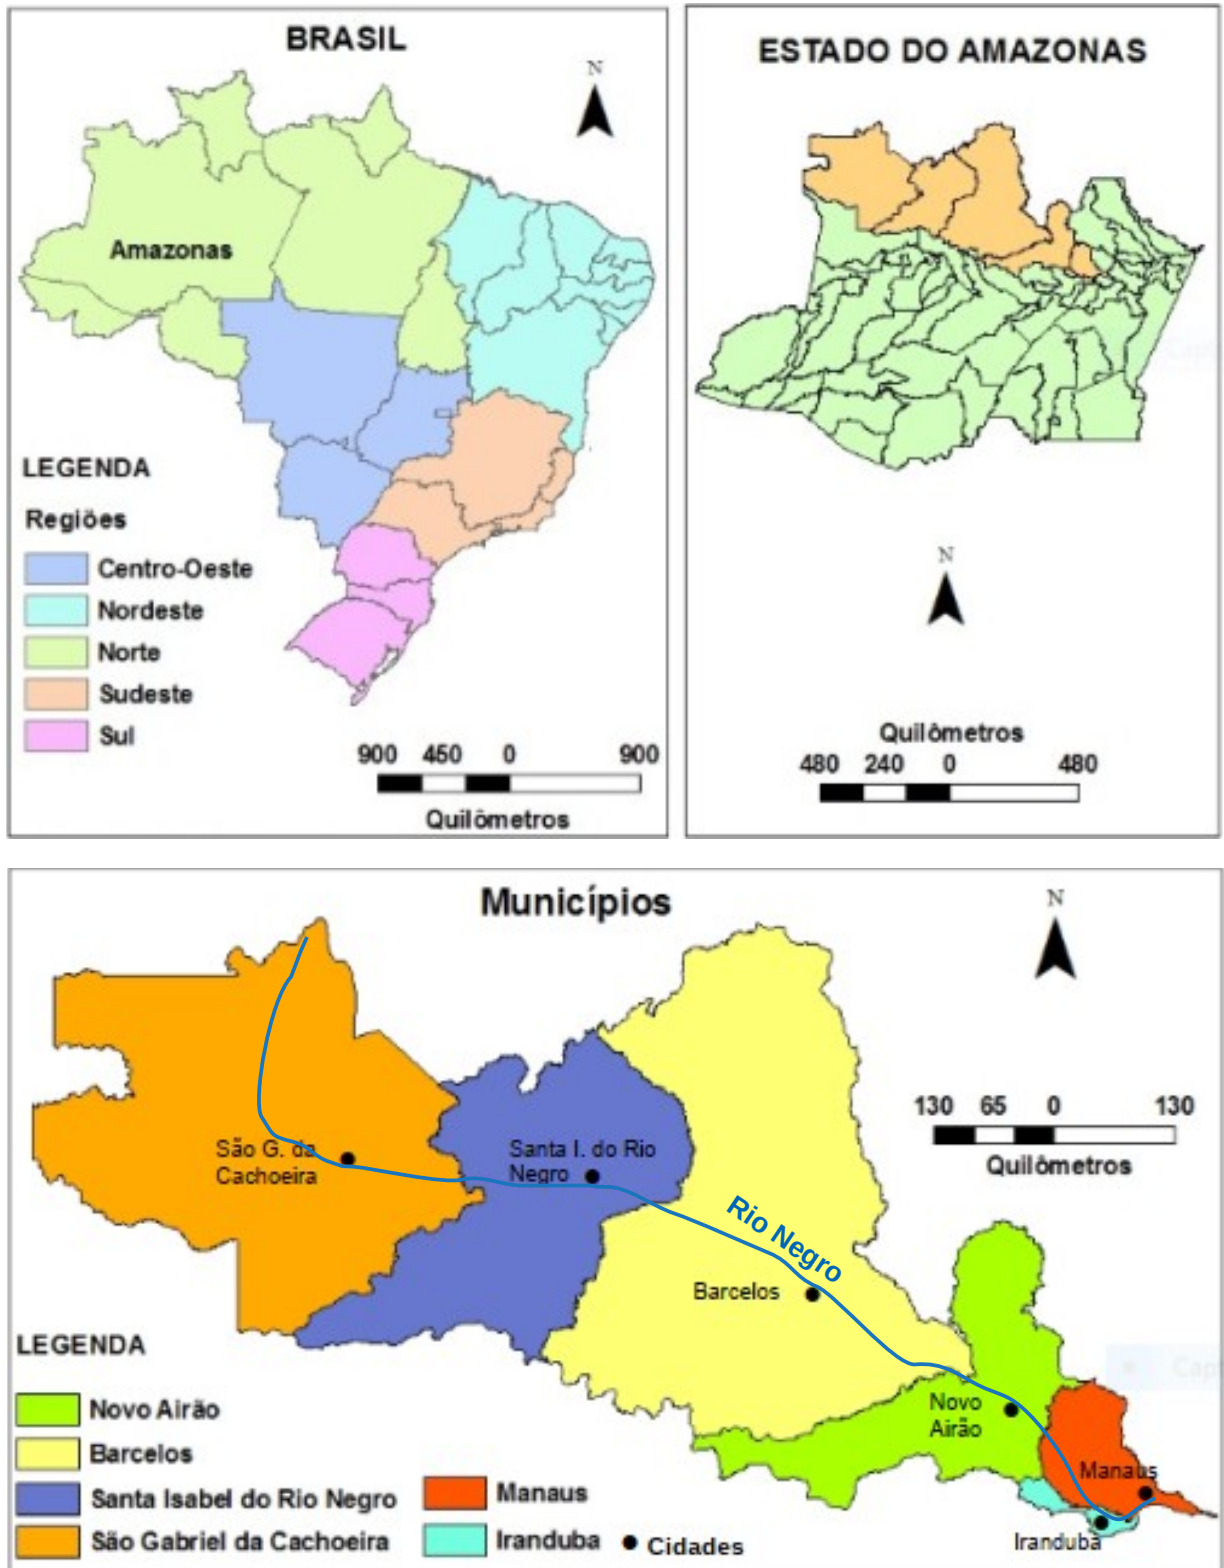 BRASIL
N
Amazonas
LEGENDA
Regiões
Centro-Oeste
Nordeste
Norte
Sudeste
Sul
900 450 0 900
Quilômetros
ESTADO DO AMAZONAS
N
Quilômetros
480 240 0 480
Municípios
N
130 65 0 130
Quilômetros
São G. da
Cachoeira
Santa I. do Rio
Negro
Rio Negro
Barcelos
Novo
Airão
Manaus
Iranduba
LEGENDA
Novo Airão
Barcelos
Santa Isabel do Rio Negro
São Gabriel da Cachoeira
Manaus
Iranduba
Cidades